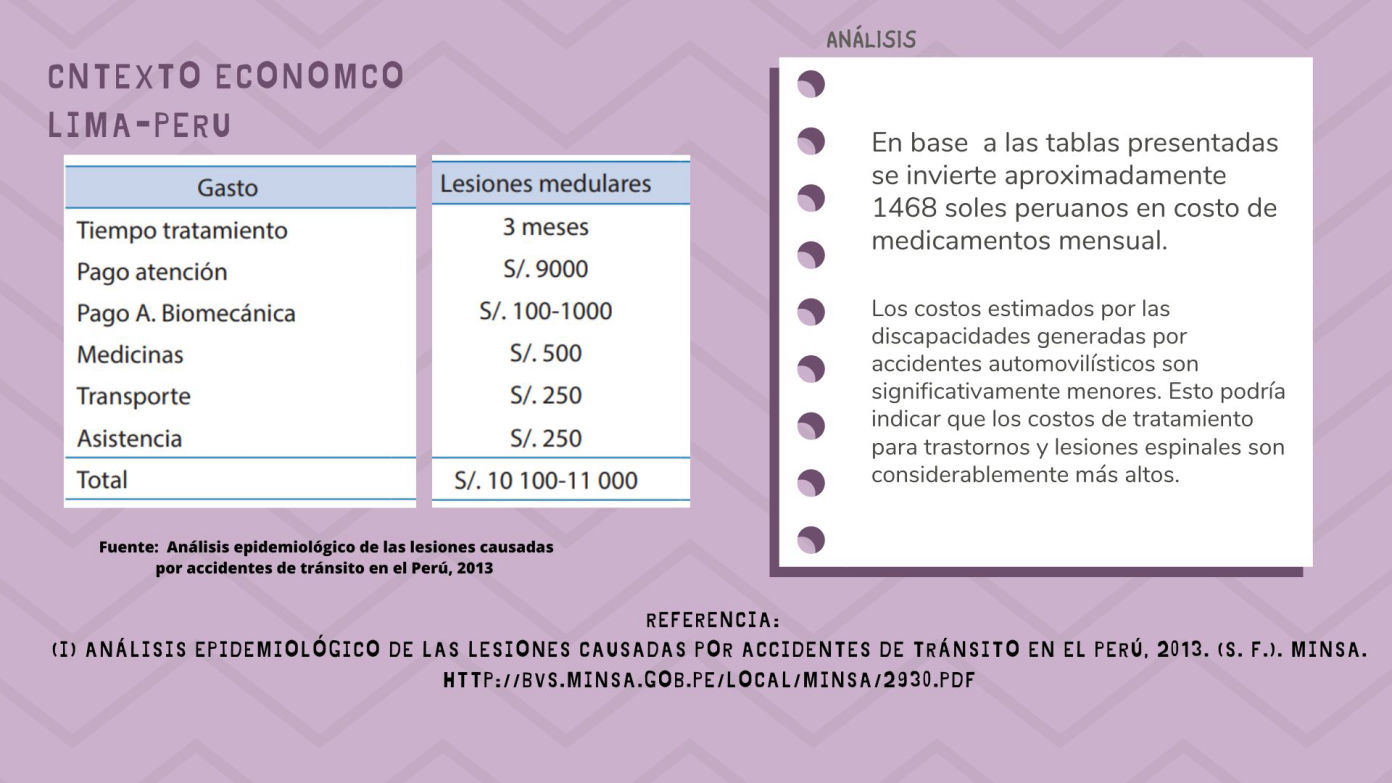 CNTEXTO ECONOMCO
LIMA-PERU
Gasto Lesiones medulares
Tiempo tratamiento 3 meses
Pago atención S/. 9000
Pago A. Biomecánica S/. 100-1000
Medicinas S/. 500
Transporte S/. 250
Asistencia S/. 250
Total S/. 10 100-11 000
Fuente: Análisis epidemiológico de las lesiones causadas
por accidentes de tránsito en el Perú, 2013
ANÁLISIS
En base a las tablas presentadas
se invierte aproximadamente
1468 soles peruanos en costo de
medicamentos mensual.
Los costos estimados por las
discapacidades generadas por
accidentes automovilísticos son
significativamente menores. Esto podría
indicar que los costos de tratamiento
para trastornos y lesiones espinales son
considerablemente más altos.
REFERENCIA:
(I) ANÁLISIS EPIDEMIOLÓGICO DE LAS LESIONES CAUSADAS POR ACCIDENTES DE TRÁNSITO EN EL PERÚ, 2013. (S. F.). MINSA.
HTTP://BVS.MINSA.GOB.PE/LOCAL/MINSA/2930.PDF